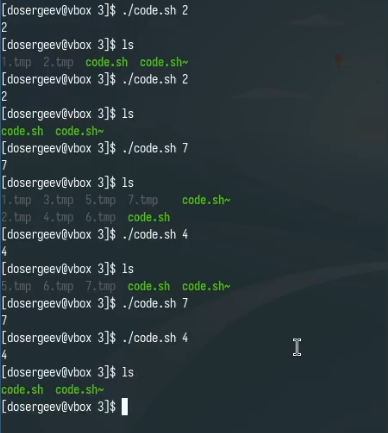 [dosergeev@vbox 3]$ ./code.sh 2
2
[dosergeev@vbox 3]$ ls
1.tmp  2.tmp  code.sh  code.sh~
[dosergeev@vbox 3]$ ./code.sh 2
2
[dosergeev@vbox 3]$ ls
code.sh  code.sh~
[dosergeev@vbox 3]$ ./code.sh 7
7
[dosergeev@vbox 3]$ ls
1.tmp  3.tmp  5.tmp  7.tmp    code.sh~
2.tmp  4.tmp  6.tmp  code.sh
[dosergeev@vbox 3]$ ./code.sh 4
4
[dosergeev@vbox 3]$ ls
5.tmp  6.tmp  7.tmp  code.sh  code.sh~
[dosergeev@vbox 3]$ ./code.sh 7
7
[dosergeev@vbox 3]$ ./code.sh 4
4
[dosergeev@vbox 3]$ ls
code.sh  code.sh~
[dosergeev@vbox 3]$